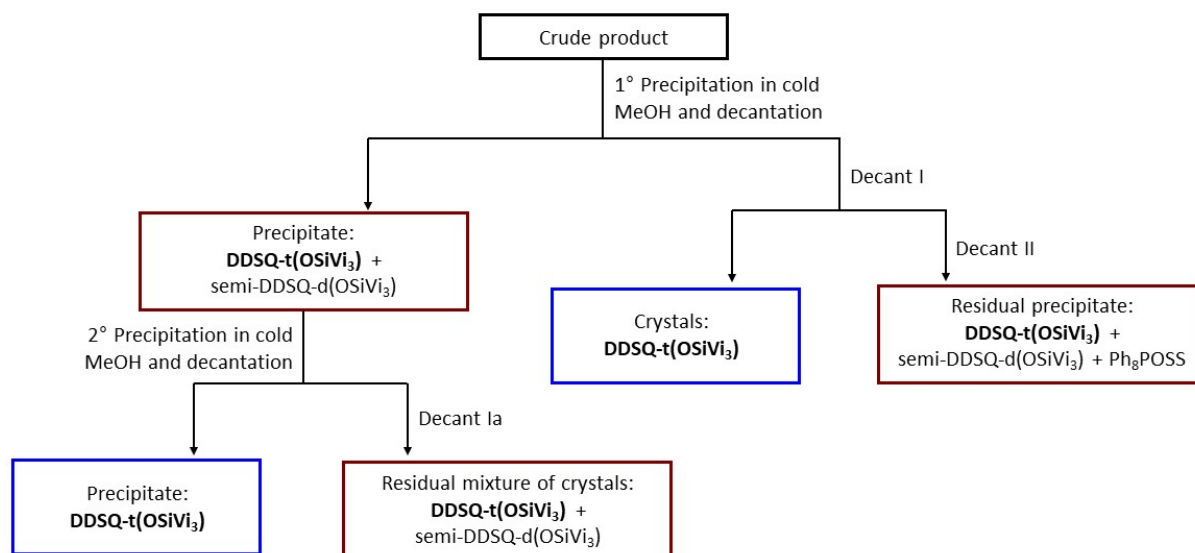 Crude product
1° Precipitation in cold
MeOH and decantation
Decant I
Precipitate:
DDSQ-t(OSiVi₃) +
semi-DDSQ-d(OSiVi₃)
Decant II
Crystals:
DDSQ-t(OSiVi₃)
Residual precipitate:
DDSQ-t(OSiVi₃) +
semi-DDSQ-d(OSiVi₃) + Ph₈POSS
2° Precipitation in cold
MeOH and decantation
Decant Ia
Precipitate:
DDSQ-t(OSiVi₃)
Residual mixture of crystals:
DDSQ-t(OSiVi₃) +
semi-DDSQ-d(OSiVi₃)